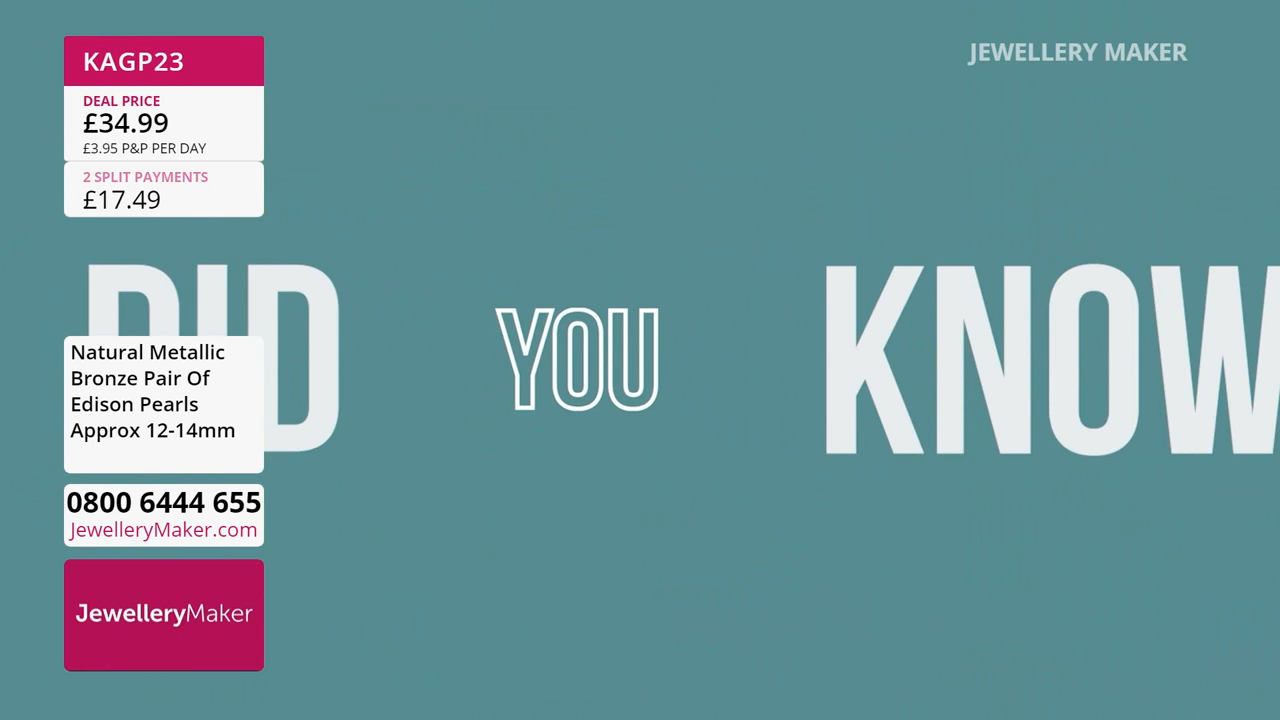 KAGP23
DEAL PRICE
£34.99
£3.95 P&P PER DAY
2 SPLIT PAYMENTS
£17.49
JEWELLERY MAKER
DID YOU KNOW
Natural Metallic
Bronze Pair Of
Edison Pearls
Approx 12-14mm
0800 6444 655
JewelleryMaker.com
JewelleryMaker